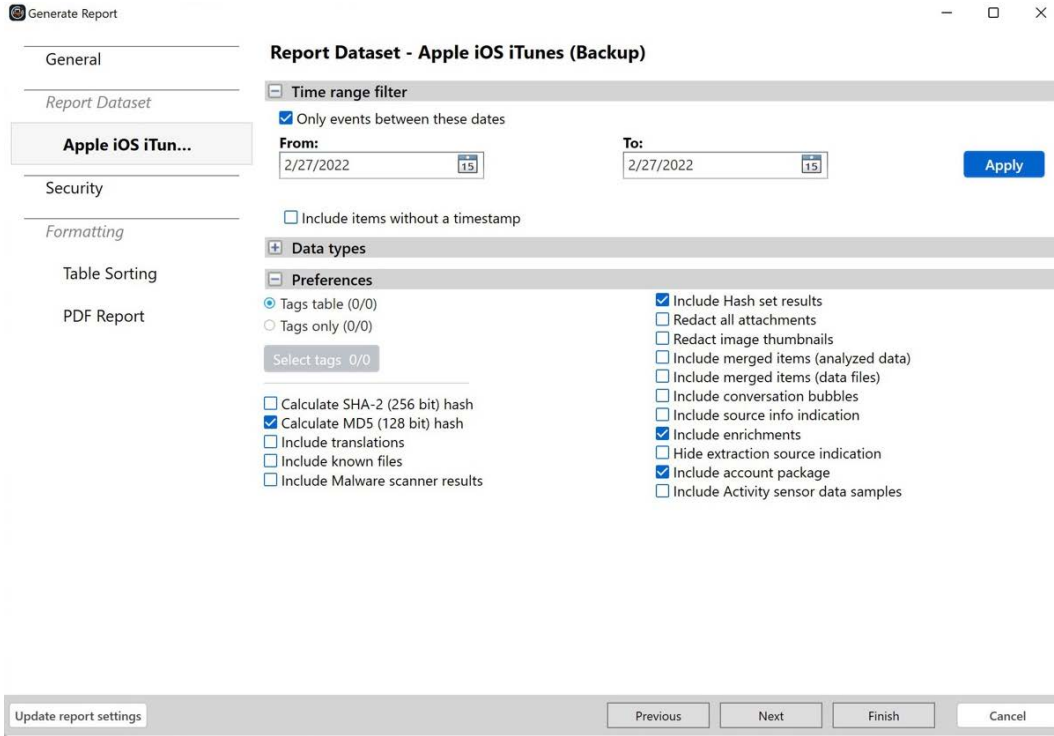 Generate Report
General
Report Dataset
Apple iOS iTun...
Security
Formatting
Table Sorting
PDF Report
Report Dataset - Apple iOS iTunes (Backup)
Time range filter
Only events between these dates
From:
2/27/2022
15
To:
2/27/2022
15
Apply
Include items without a timestamp
Data types
Preferences
Tags table (0/0)
Tags only (0/0)
Select tags 0/0
Calculate SHA-2 (256 bit) hash
Calculate MD5 (128 bit) hash
Include translations
Include known files
Include Malware scanner results
Include Hash set results
Redact all attachments
Redact image thumbnails
Include merged items (analyzed data)
Include merged items (data files)
Include conversation bubbles
Include source info indication
Include enrichments
Hide extraction source indication
Include account package
Include Activity sensor data samples
Update report settings
Previous
Next
Finish
Cancel